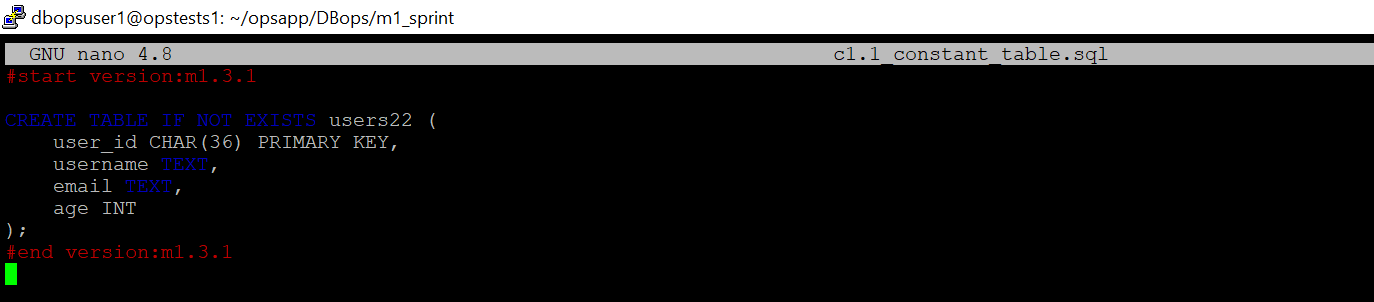 dbopsuser1@opstests1: ~/opsapp/DBops/m1_sprint
GNU nano 4.8 c1.1_constant_table.sql
#start version:m1.3.1
CREATE TABLE IF NOT EXISTS users22 (
user_id CHAR(36) PRIMARY KEY,
username TEXT,
email TEXT,
age INT
);
#end version:m1.3.1